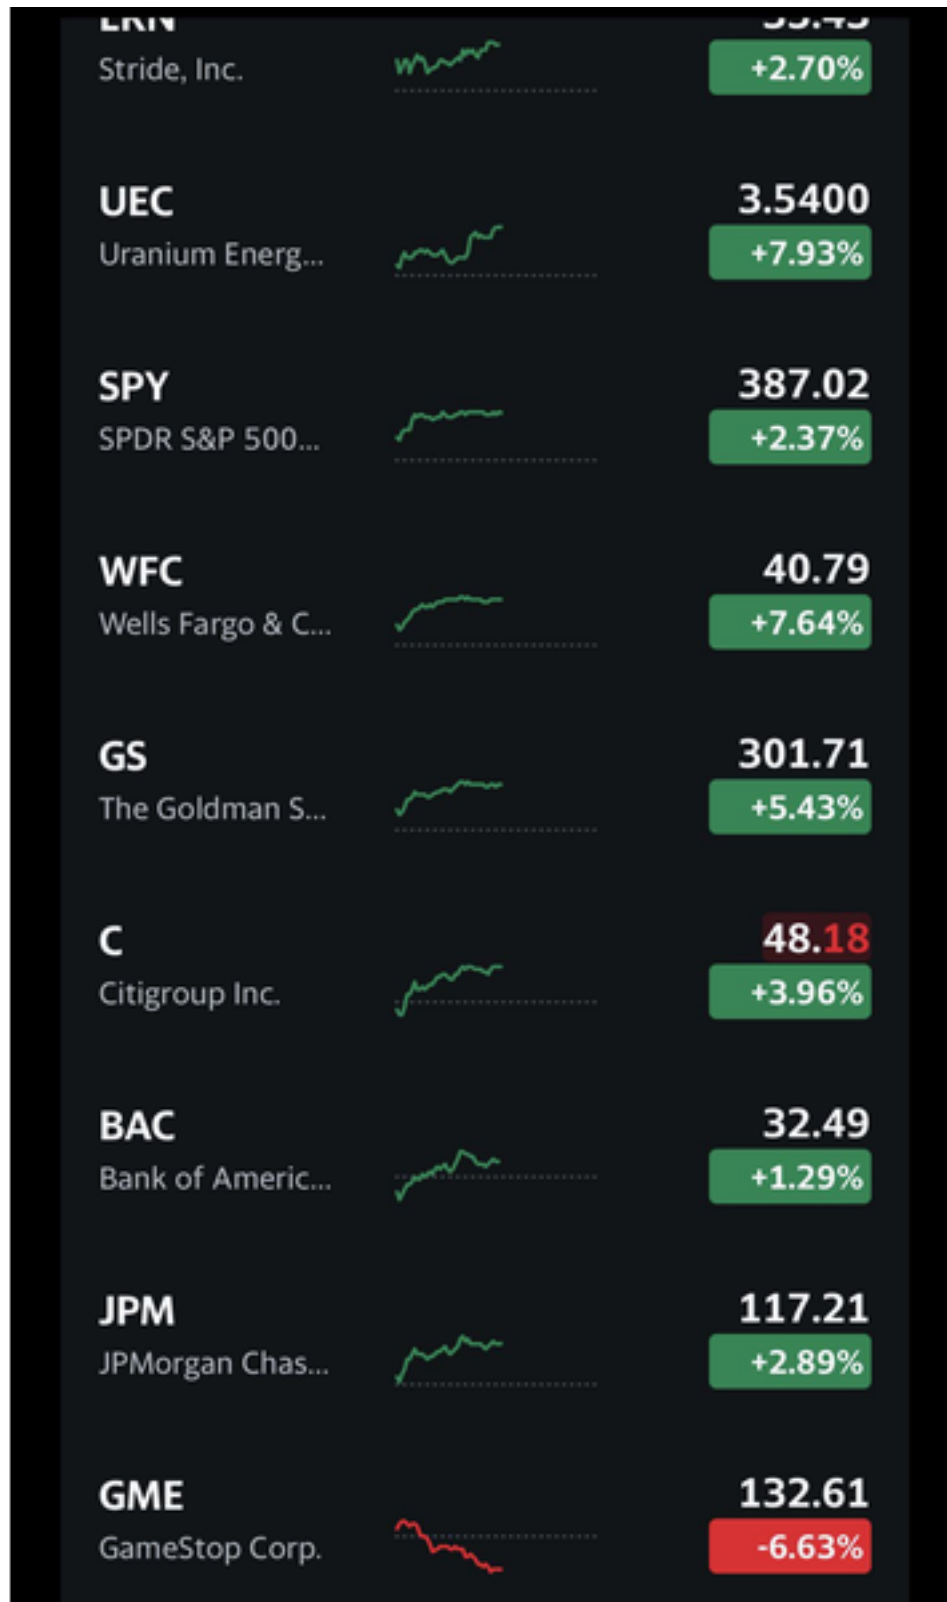 LRN
33.43
Stride, Inc.
+2.70%
UEC
3.5400
Uranium Energ...
+7.93%
SPY
387.02
SPDR S&P 500...
+2.37%
WFC
40.79
Wells Fargo & C...
+7.64%
GS
301.71
The Goldman S...
+5.43%
C
48.18
Citigroup Inc.
+3.96%
BAC
32.49
Bank of Americ...
+1.29%
JPM
117.21
JPMorgan Chas...
+2.89%
GME
132.61
GameStop Corp.
-6.63%